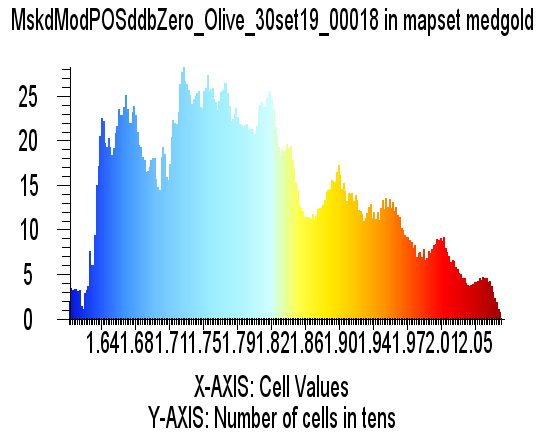 MskdModPOSddbZero_Olive_30set19_00018 in mapset medgold
25
20
15
10
5
0
1.641.681.711.751.791.821.861.901.941.972.012.05
X-AXIS: Cell Values
Y-AXIS: Number of cells in tens